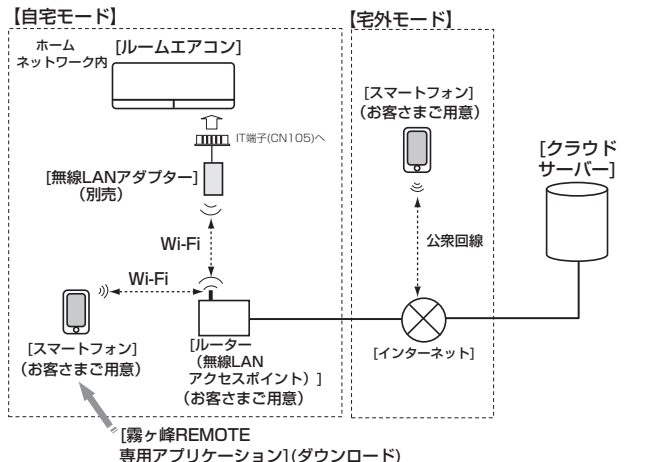 【自宅モード】
ホーム
ネットワーク内
[ルームエアコン]
IT端子(CN105)へ
[無線LANアダプター]
（別売）
Wi-Fi
Wi-Fi
[スマートフォン]
（お客さまご用意）
[ルーター
（無線LAN
アクセスポイント）]
（お客さまご用意）
[霧ヶ峰REMOTE
専用アプリケーション](ダウンロード)
【宅外モード】
[スマートフォン]
（お客さまご用意）
公衆回線
[インターネット]
[クラウド
サーバー]